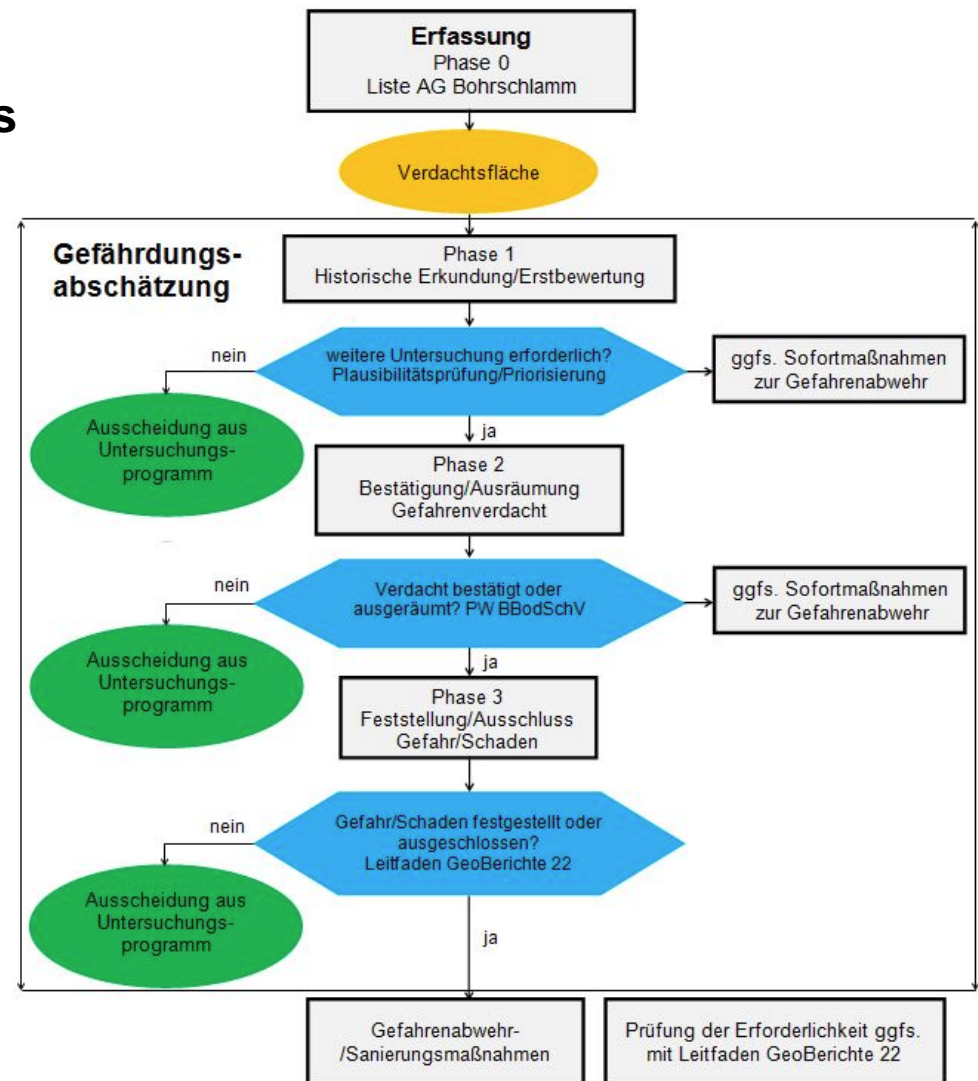 Erfassung
Phase 0
Liste AG Bohrschlamm
s
Verdachtsfläche
Gefährdungs-
abschätzung
Phase 1
Historische Erkundung/Erstbewertung
nein
weitere Untersuchung erforderlich?
Plausibilitätsprüfung/Priorisierung
ggfs. Sofortmaßnahmen
zur Gefahrenabwehr
Ausscheidung aus
Untersuchungs-
programm
ja
Phase 2
Bestätigung/Ausräumung
Gefahrenverdacht
nein
Verdacht bestätigt oder
ausgeräumt? PW BBodSchV
ggfs. Sofortmaßnahmen
zur Gefahrenabwehr
Ausscheidung aus
Untersuchungs-
programm
ja
Phase 3
Feststellung/Ausschluss
Gefahr/Schaden
nein
Gefahr/Schaden festgestellt oder
ausgeschlossen?
Leitfaden GeoBerichte 22
Ausscheidung aus
Untersuchungs-
programm
ja
Gefahrenabwehr-
/Sanierungsmaßnahmen
Prüfung der Erforderlichkeit ggfs.
mit Leitfaden GeoBerichte 22